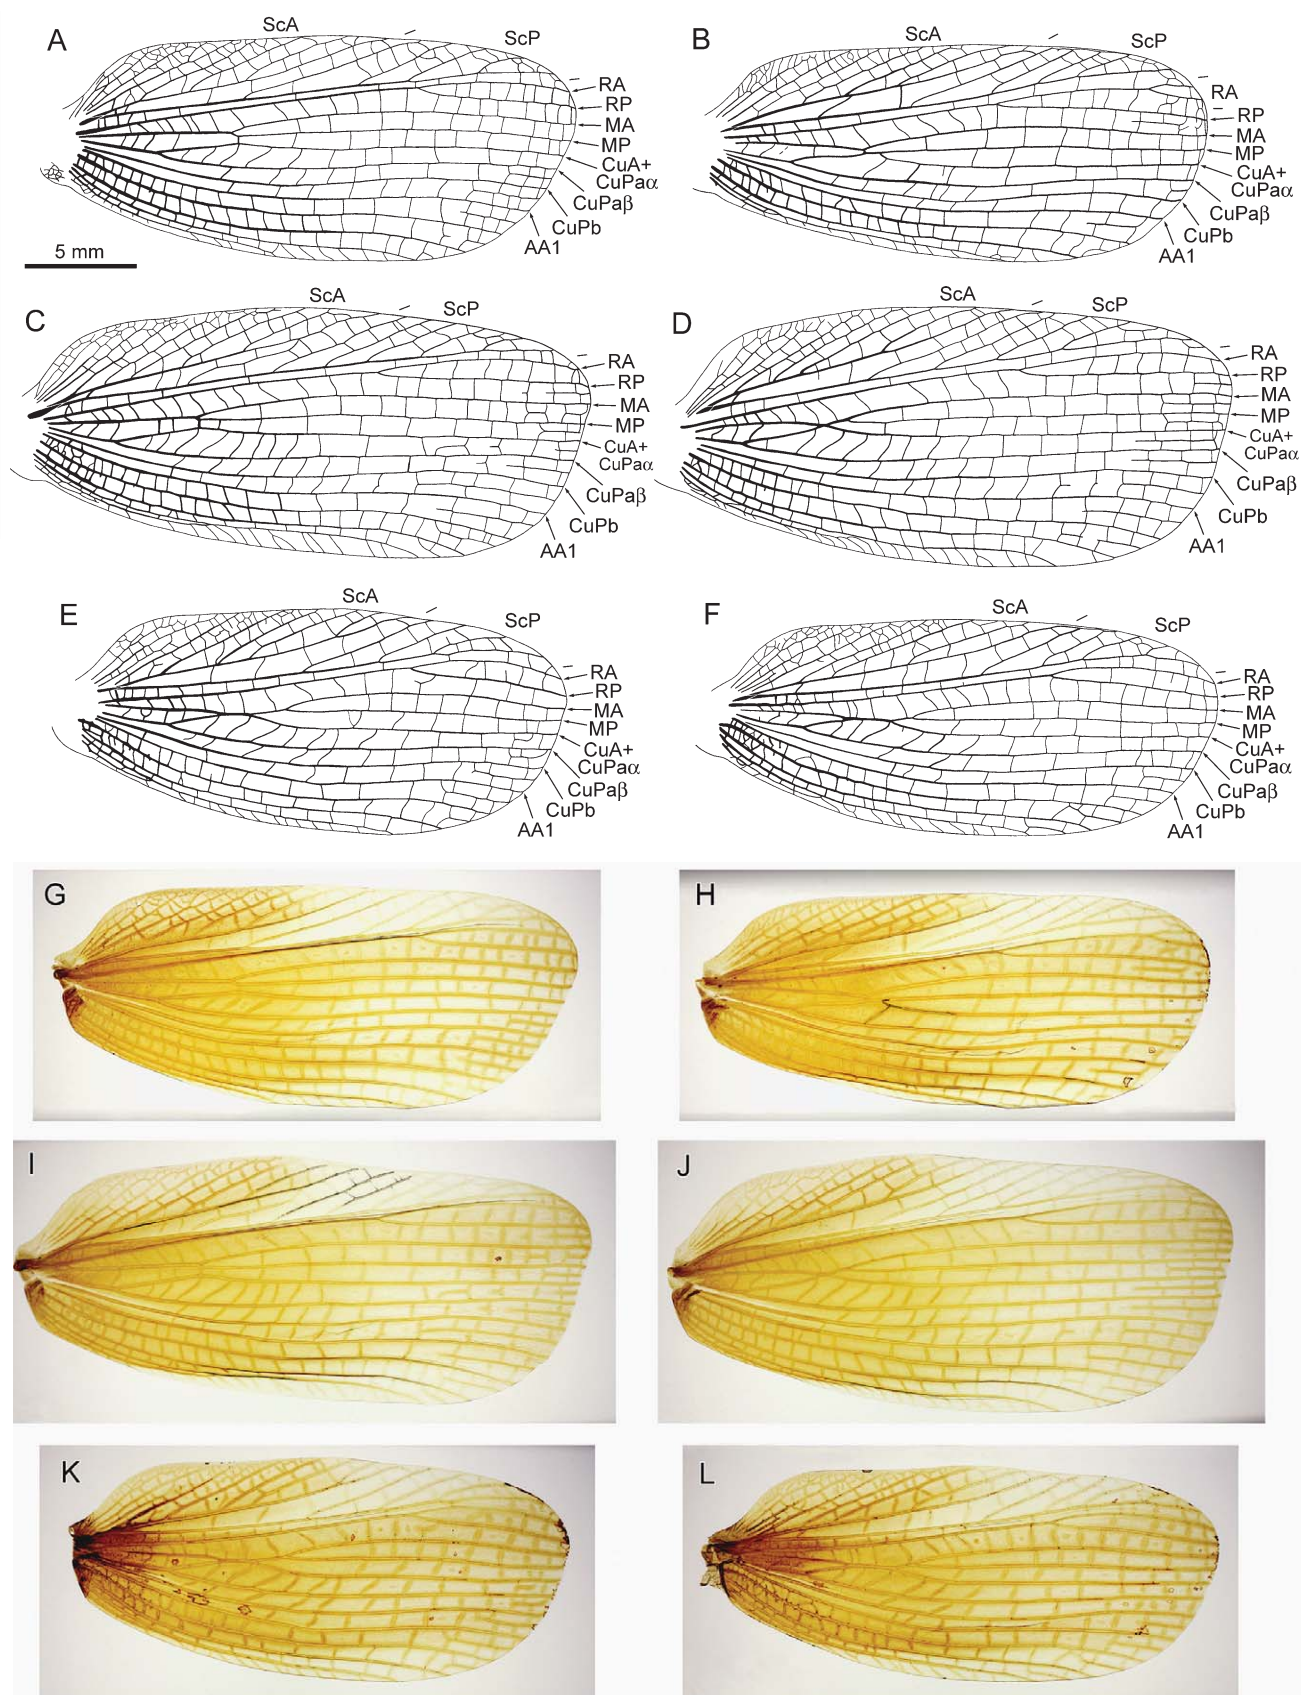 A
ScA
ScP
RA
RP
MA
MP
CuA+
CuPaα
CuPaβ
CuPb
AA1
5 mm
B
ScA
ScP
RA
RP
MA
MP
CuA+
CuPaα
CuPaβ
CuPb
AA1
C
ScA
ScP
RA
RP
MA
MP
CuA+
CuPaα
CuPaβ
CuPb
AA1
D
ScA
ScP
RA
RP
MA
MP
CuA+
CuPaα
CuPaβ
CuPb
AA1
E
ScA
ScP
RA
RP
MA
MP
CuA+
CuPaα
CuPaβ
CuPb
AA1
F
ScA
ScP
RA
RP
MA
MP
CuA+
CuPaα
CuPaβ
CuPb
AA1
G
H
I
J
K
L